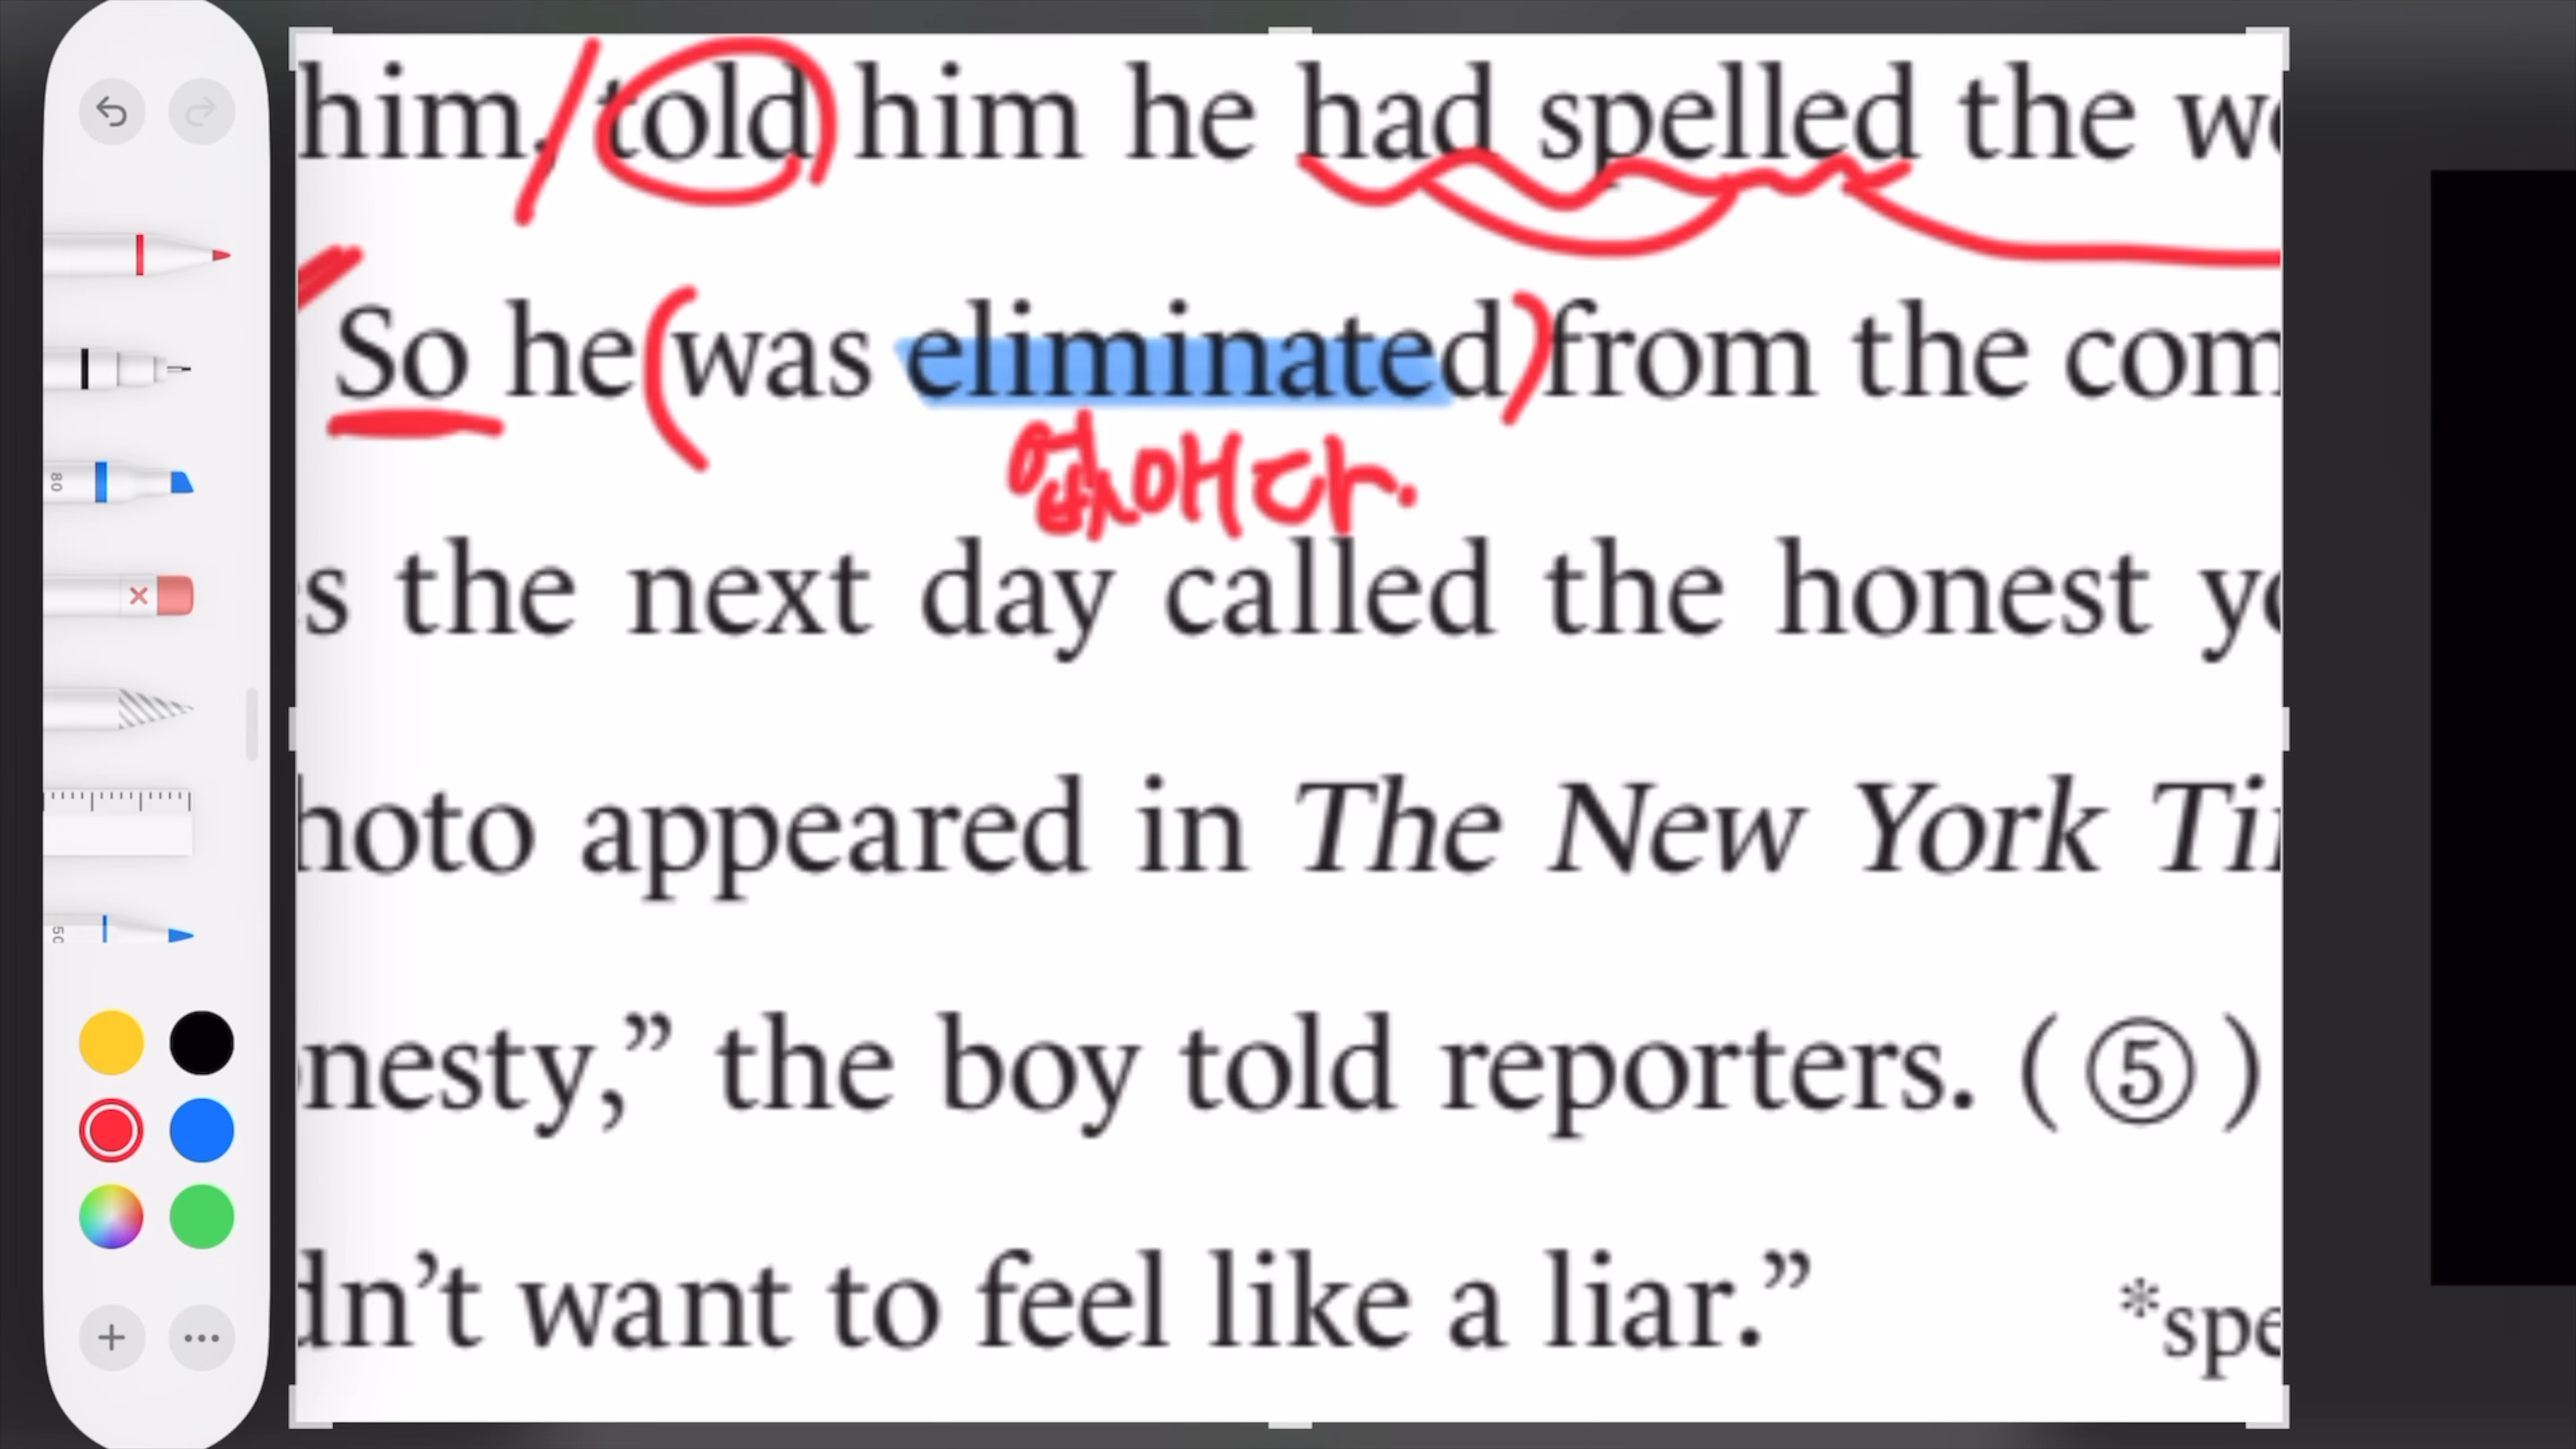 him, told him he had spelled the
So he (was eliminated) from the com
없애다.
s the next day called the honest
hoto appeared in The New York Ti
nesty,” the boy told reporters. ( ⑤ )
dn’t want to feel like a liar.”
*spe
80
50